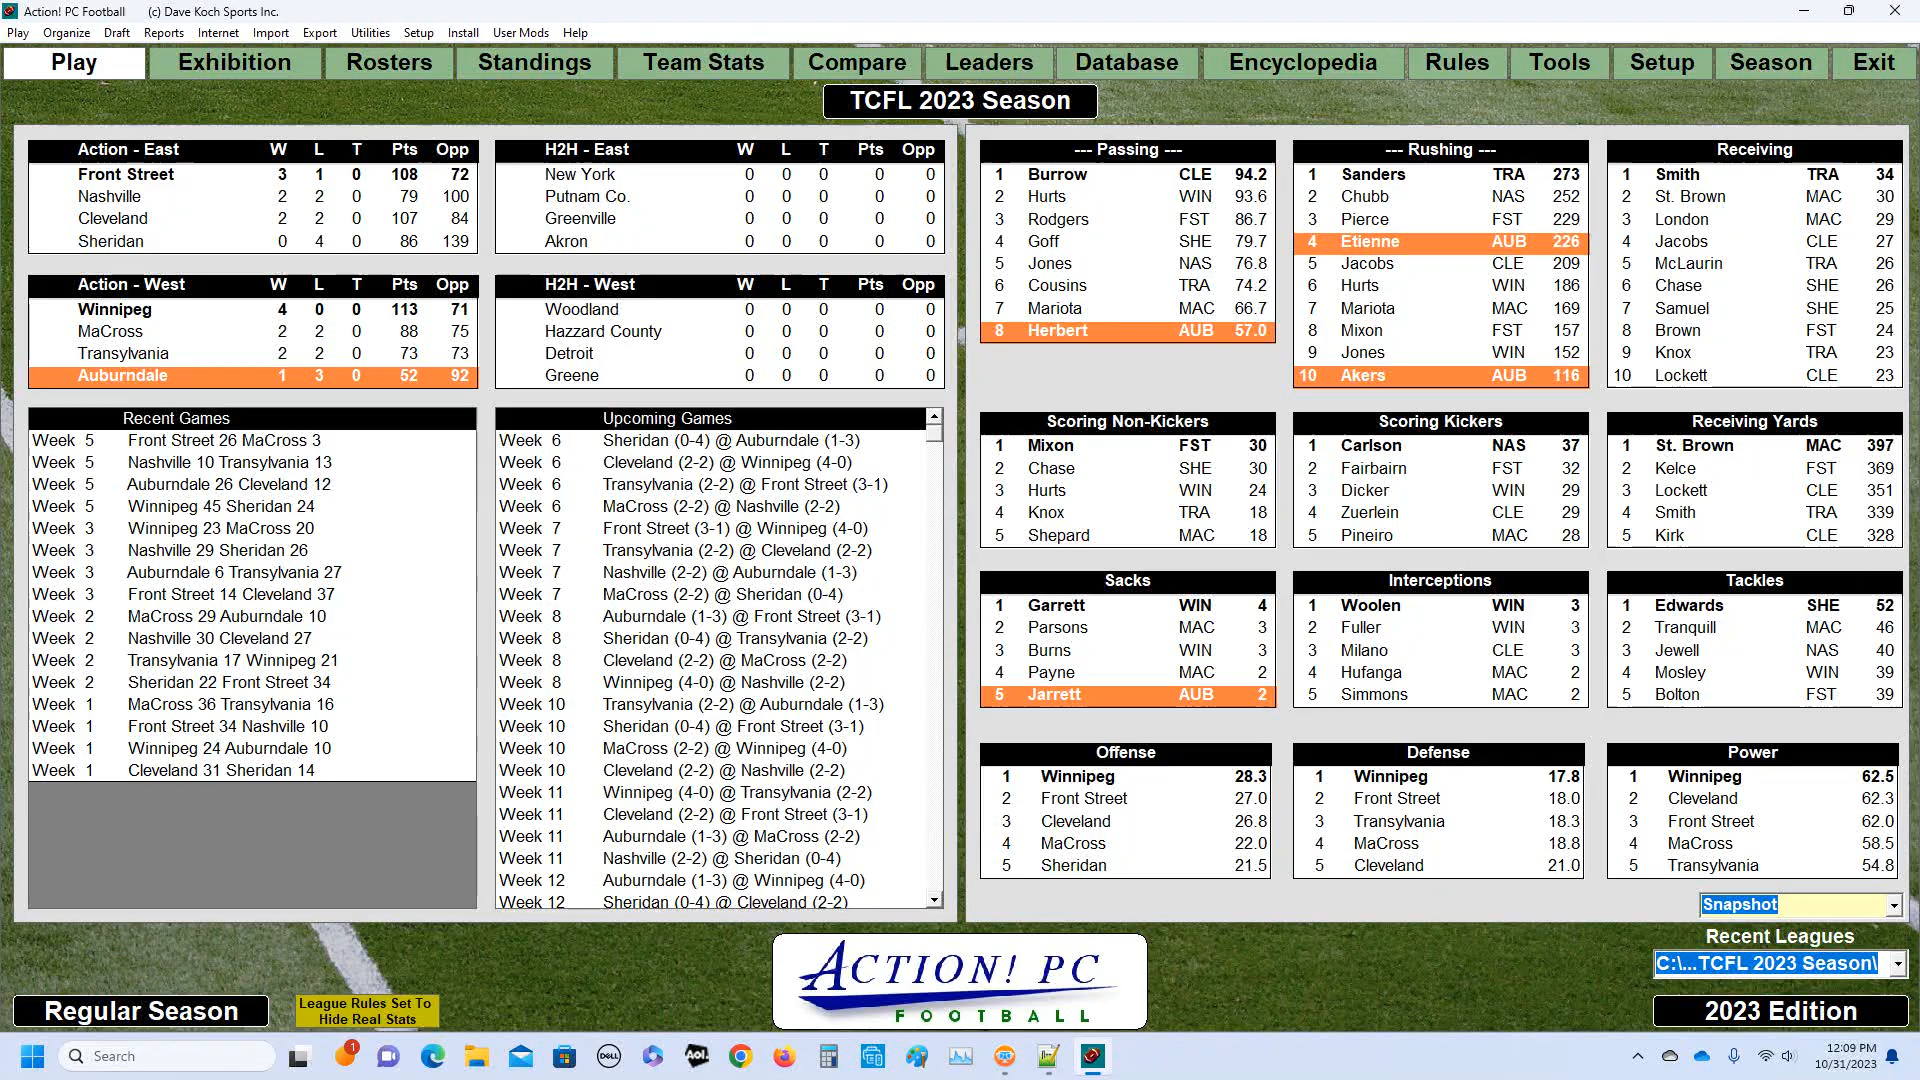 Action! PC Football (c) Dave Koch Sports Inc.
Play Organize Draft Reports Internet Import Export Utilities Setup Install User Mods Help
Play Exhibition Rosters Standings Team Stats Compare Leaders Database Encyclopedia Rules Tools Setup Season Exit
TCFL 2023 Season
Action - East W L T Pts Opp
Front Street 3 1 0 108 72
Nashville 2 2 0 79 100
Cleveland 2 2 0 107 84
Sheridan 0 4 0 86 139
H2H - East W L T Pts Opp
New York 0 0 0 0 0
Putnam Co. 0 0 0 0 0
Greenville 0 0 0 0 0
Akron 0 0 0 0 0
Action - West W L T Pts Opp
Winnipeg 4 0 0 113 71
MaCross 2 2 0 88 75
Transylvania 2 2 0 73 73
Auburndale 1 3 0 52 92
H2H - West W L T Pts Opp
Woodland 0 0 0 0 0
Hazzard County 0 0 0 0 0
Detroit 0 0 0 0 0
Greene 0 0 0 0 0
Recent Games
Week 5 Front Street 26 MaCross 3
Week 5 Nashville 10 Transylvania 13
Week 5 Auburndale 26 Cleveland 12
Week 5 Winnipeg 45 Sheridan 24
Week 3 Winnipeg 23 MaCross 20
Week 3 Nashville 29 Sheridan 26
Week 3 Auburndale 6 Transylvania 27
Week 3 Front Street 14 Cleveland 37
Week 2 MaCross 29 Auburndale 10
Week 2 Nashville 30 Cleveland 27
Week 2 Transylvania 17 Winnipeg 21
Week 2 Sheridan 22 Front Street 34
Week 1 MaCross 36 Transylvania 16
Week 1 Front Street 34 Nashville 10
Week 1 Winnipeg 24 Auburndale 10
Week 1 Cleveland 31 Sheridan 14
Upcoming Games
Week 6 Sheridan (0-4) @ Auburndale (1-3)
Week 6 Cleveland (2-2) @ Winnipeg (4-0)
Week 6 Transylvania (2-2) @ Front Street (3-1)
Week 6 MaCross (2-2) @ Nashville (2-2)
Week 7 Front Street (3-1) @ Winnipeg (4-0)
Week 7 Transylvania (2-2) @ Cleveland (2-2)
Week 7 Nashville (2-2) @ Auburndale (1-3)
Week 7 MaCross (2-2) @ Sheridan (0-4)
Week 8 Auburndale (1-3) @ Front Street (3-1)
Week 8 Sheridan (0-4) @ Transylvania (2-2)
Week 8 Cleveland (2-2) @ MaCross (2-2)
Week 8 Winnipeg (4-0) @ Nashville (2-2)
Week 10 Transylvania (2-2) @ Auburndale (1-3)
Week 10 Sheridan (0-4) @ Front Street (3-1)
Week 10 MaCross (2-2) @ Winnipeg (4-0)
Week 10 Cleveland (2-2) @ Nashville (2-2)
Week 11 Winnipeg (4-0) @ Transylvania (2-2)
Week 11 Cleveland (2-2) @ Front Street (3-1)
Week 11 Auburndale (1-3) @ MaCross (2-2)
Week 11 Nashville (2-2) @ Sheridan (0-4)
Week 12 Auburndale (1-3) @ Winnipeg (4-0)
Week 12 Sheridan (0-4) @ Cleveland (2-2)
--- Passing ---
1 Burrow CLE 94.2
2 Hurts WIN 93.6
3 Rodgers FST 86.7
4 Goff SHE 79.7
5 Jones NAS 76.8
6 Cousins TRA 74.2
7 Mariota MAC 66.7
8 Herbert AUB 57.0
--- Rushing ---
1 Sanders TRA 273
2 Chubb NAS 252
3 Pierce FST 229
4 Etienne AUB 226
5 Jacobs CLE 209
6 Hurts WIN 186
7 Mariota MAC 169
8 Mixon FST 157
9 Jones WIN 152
10 Akers AUB 116
Receiving
1 Smith TRA 34
2 St. Brown MAC 30
3 London MAC 29
4 Jacobs CLE 27
5 McLaurin TRA 26
6 Chase SHE 26
7 Samuel SHE 25
8 Brown FST 24
9 Knox TRA 23
10 Lockett CLE 23
Scoring Non-Kickers
1 Mixon FST 30
2 Chase SHE 30
3 Hurts WIN 24
4 Knox TRA 18
5 Shepard MAC 18
Scoring Kickers
1 Carlson NAS 37
2 Fairbairn FST 32
3 Dicker WIN 29
4 Zuerlein CLE 29
5 Pineiro MAC 28
Receiving Yards
1 St. Brown MAC 397
2 Kelce FST 369
3 Lockett CLE 351
4 Smith TRA 339
5 Kirk CLE 328
Sacks
1 Garrett WIN 4
2 Parsons MAC 3
3 Burns WIN 3
4 Payne MAC 2
5 Jarrett AUB 2
Interceptions
1 Woolen WIN 3
2 Fuller WIN 3
3 Milano CLE 3
4 Hufanga MAC 2
5 Simmons MAC 2
Tackles
1 Edwards SHE 52
2 Tranquill MAC 46
3 Jewell NAS 40
4 Mosley WIN 39
5 Bolton FST 39
Offense
1 Winnipeg 28.3
2 Front Street 27.0
3 Cleveland 26.8
4 MaCross 22.0
5 Sheridan 21.5
Defense
1 Winnipeg 17.8
2 Front Street 18.0
3 Transylvania 18.3
4 MaCross 18.8
5 Cleveland 21.0
Power
1 Winnipeg 62.5
2 Cleveland 62.3
3 Front Street 62.0
4 MaCross 58.5
5 Transylvania 54.8
Snapshot
Recent Leagues
C:\...TCFL 2023 Season\
Regular Season
League Rules Set To
Hide Real Stats
ACTION! PC
FOOTBALL
2023 Edition
Search
1
DELL
Aol.
12:09 PM
10/31/2023